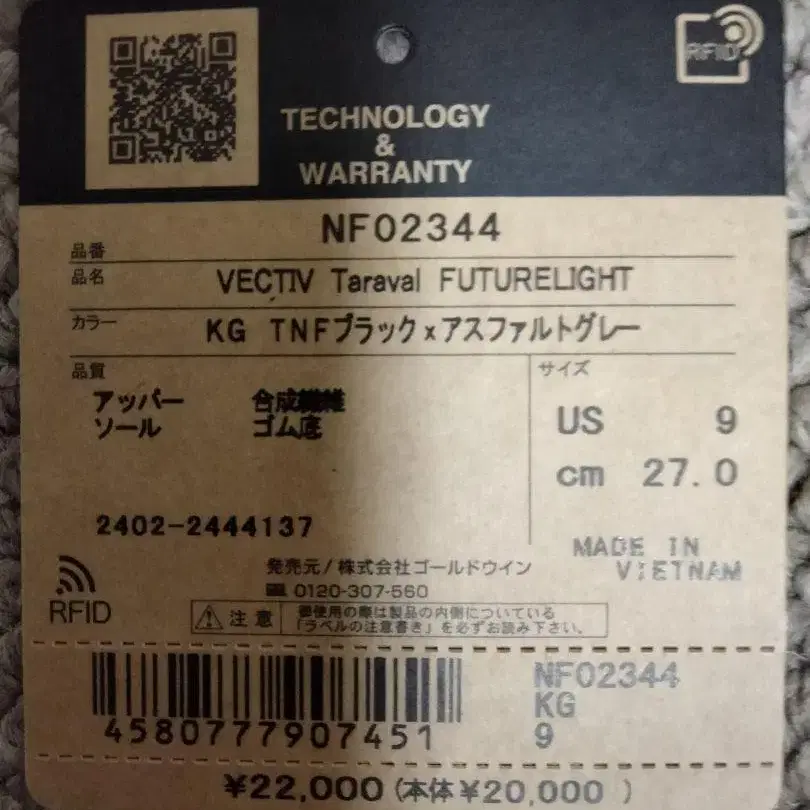 RFID
TECHNOLOGY
&
WARRANTY
品番 NF02344
品名 VECTIV Taraval FUTURELIGHT
カラー KG TNFブラック x アスファルトグレー
品質
アッパー 合成繊維
ソール ゴム底
サイズ
US 9
cm 27.0
2402-2444137
MADE IN
VIETNAM
RFID
発売元/株式会社ゴールドウイン
0120-307-560
注意 御使用の際は製品の内側についている
「ラベルの注意書き」を必ずお読み下さい。
4580777907451
NF02344
KG
9
¥22,000 (本体¥20,000 )